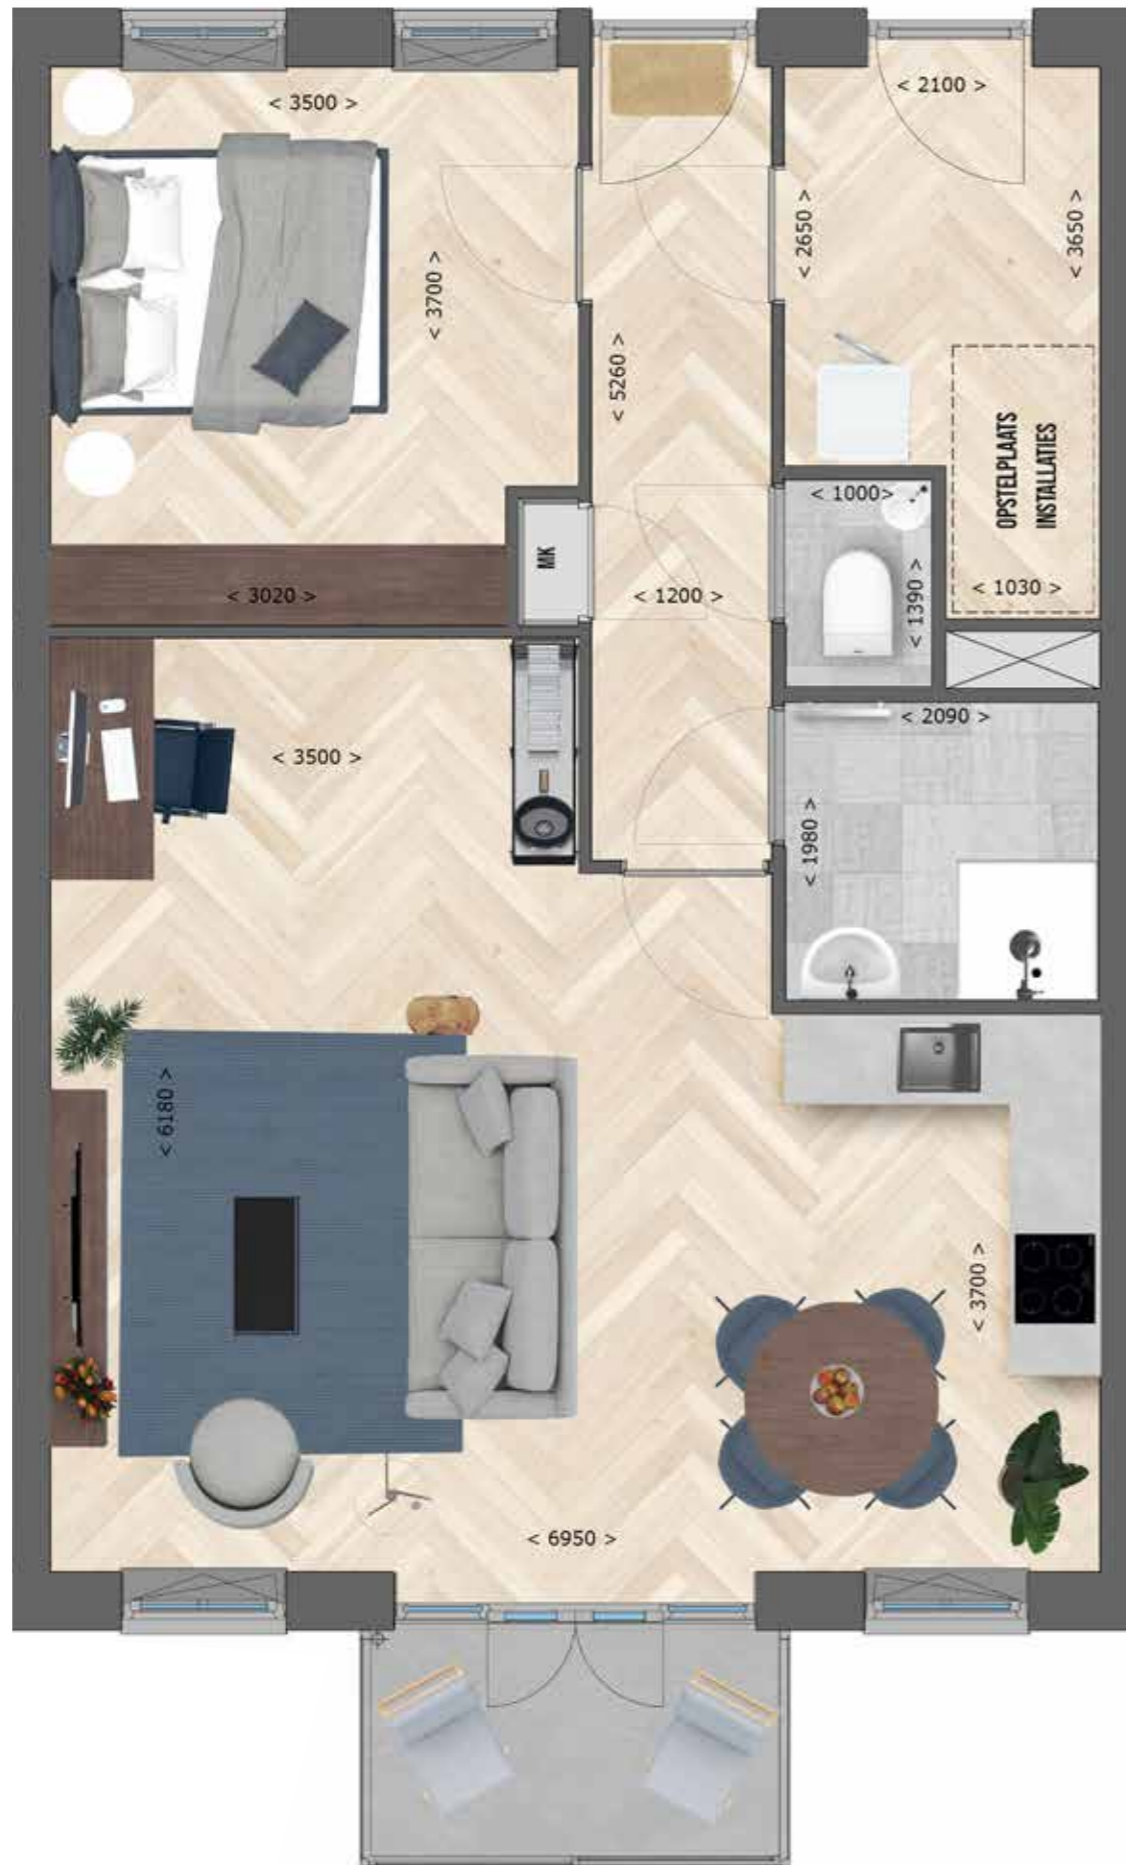 < 3500 >
< 2100 >
< 3700 >
< 2650 >
< 3650 >
< 5260 >
OPSTELPLAATS
INSTALLATIES
< 1000>
MK
< 3020 >
< 1200 >
< 1390 >
< 1030 >
< 2090 >
< 3500 >
< 1980 >
< 6180 >
< 3700 >
< 6950 >